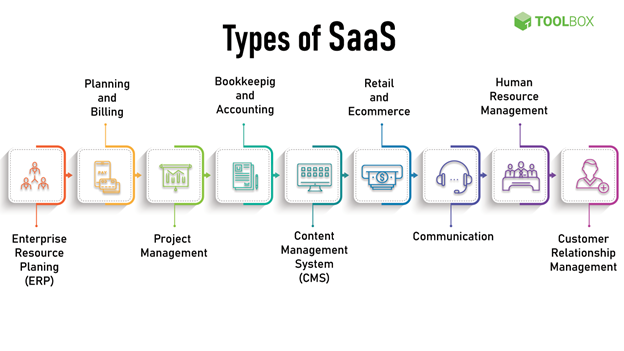 Types of SaaS
TOOLBOX
Planning
and
Billing
Bookkeepig
and
Accounting
Retail
and
Ecommerce
Human
Resource
Management
PAY
Enterprise
Resource
Planing
(ERP)
Project
Management
Content
Management
System
(CMS)
Communication
Customer
Relationship
Management